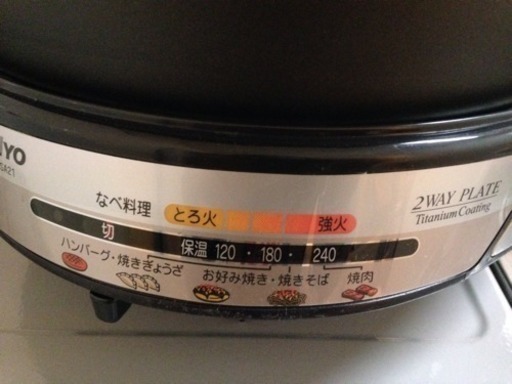 なべ料理 とろ火 強火
切 保温 120・180・ 240
ハンバーグ・焼きぎょうざ お好み焼き・焼きそば 焼肉
2WAY PLATE
Titanium Coating